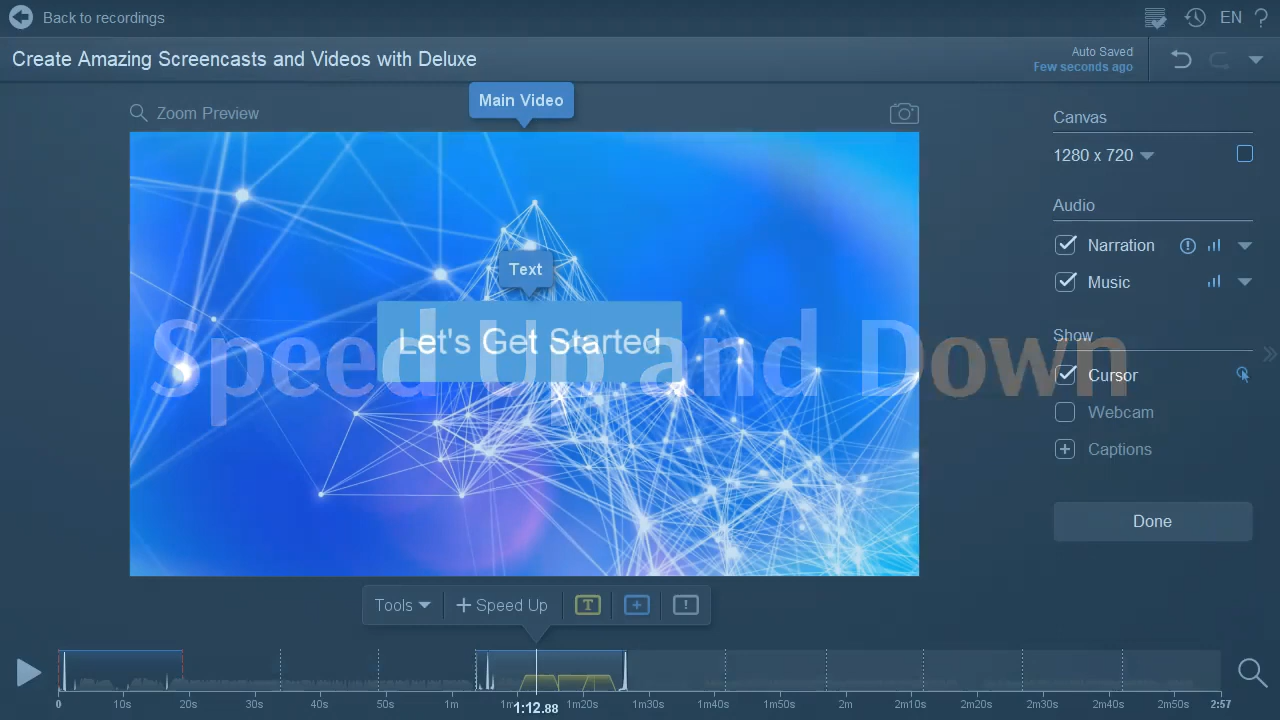 Back to recordings
EN ?
Create Amazing Screencasts and Videos with Deluxe
Auto Saved
Few seconds ago
Main Video
Zoom Preview
Canvas
1280 x 720
Audio
Narration
Music
Text
Let's Get Started
Speed Up and Down
Show
Cursor
Webcam
Captions
Done
Tools
+ Speed Up
T
+
!
0 10s 20s 30s 40s 50s 1m 1:12.88 1m20s 1m30s 1m40s 1m50s 2m 2m10s 2m20s 2m30s 2m40s 2m50s 2:57